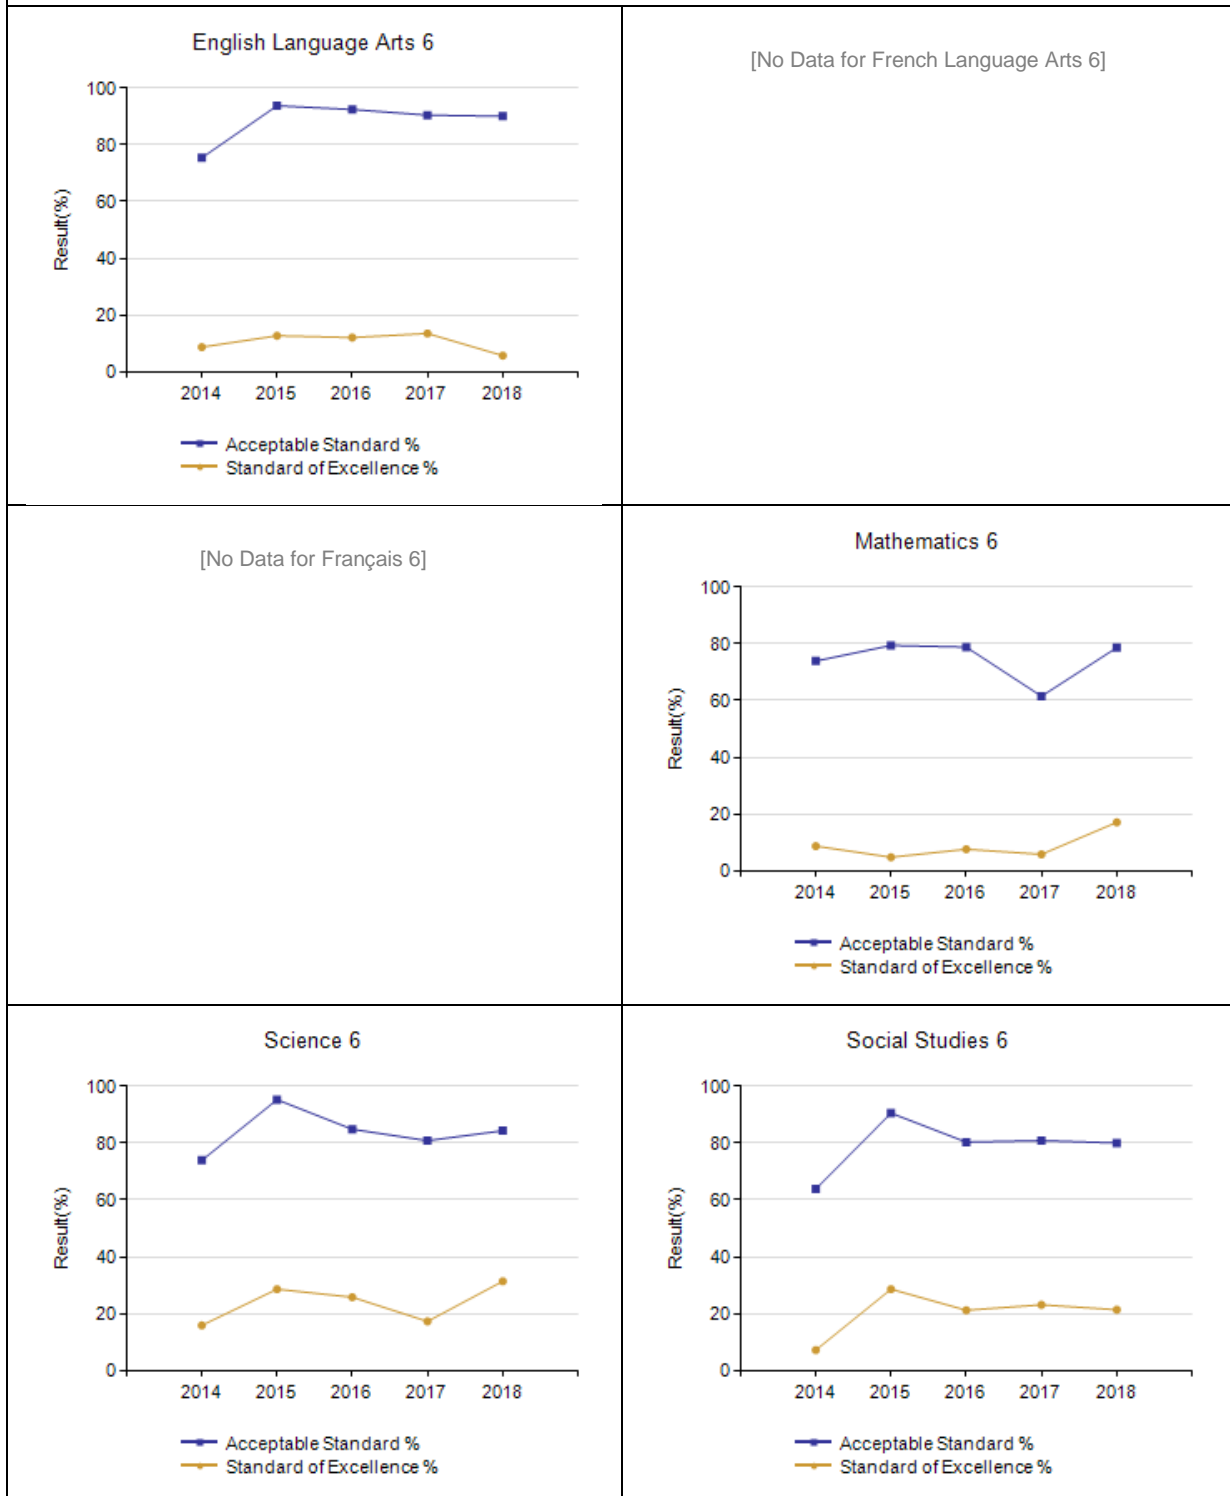 English Language Arts 6
100
80
60
40
20
0
Result(%)
2014 2015 2016 2017 2018
Acceptable Standard %
Standard of Excellence %
[No Data for French Language Arts 6]
[No Data for Français 6]
Mathematics 6
100
80
60
40
20
0
Result(%)
2014 2015 2016 2017 2018
Acceptable Standard %
Standard of Excellence %
Science 6
100
80
60
40
20
0
Result(%)
2014 2015 2016 2017 2018
Acceptable Standard %
Standard of Excellence %
Social Studies 6
100
80
60
40
20
0
Result(%)
2014 2015 2016 2017 2018
Acceptable Standard %
Standard of Excellence %